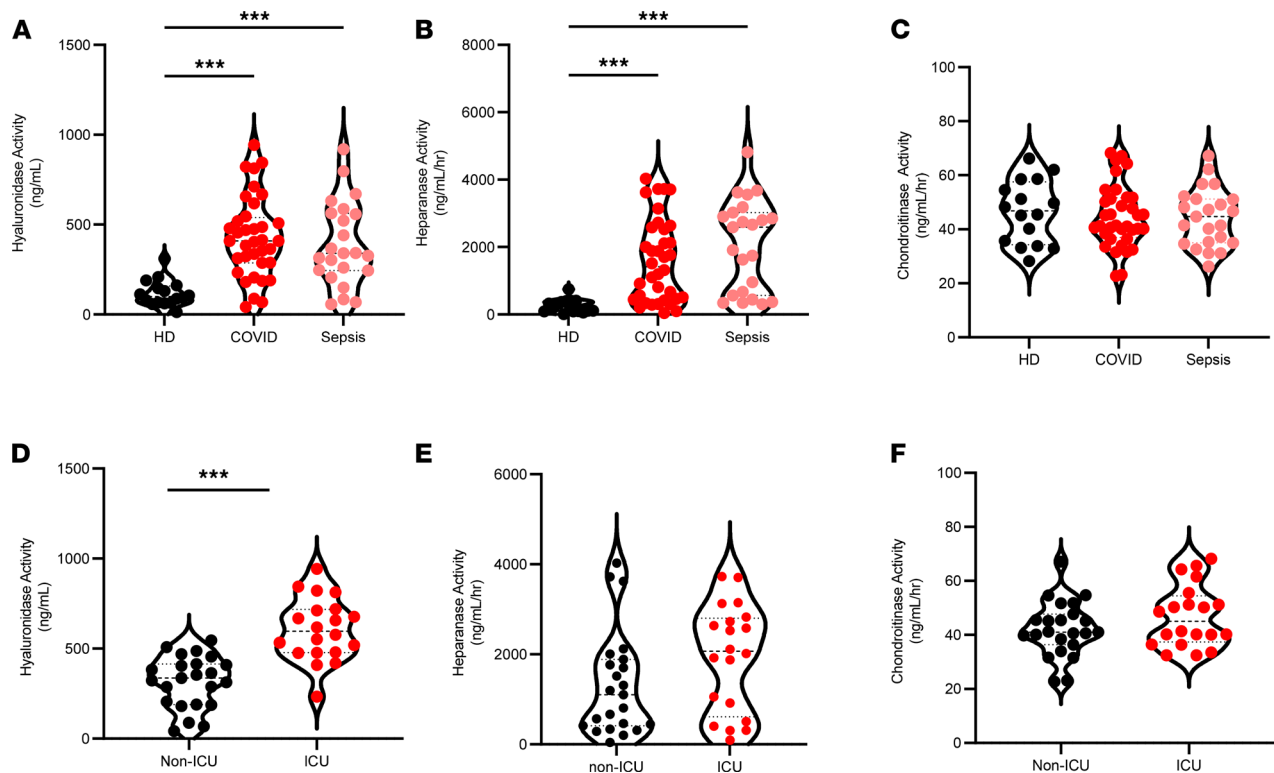 A
***
***
1500
1000
500
0
Hyaluronidase Activity
(ng/mL)
HD
COVID
Sepsis
B
***
***
8000
6000
4000
2000
0
Heparanase Activity
(ng/mL/hr)
HD
COVID
Sepsis
C
100
80
60
40
20
0
Chondroitinase Activity
(ng/mL/hr)
HD
COVID
Sepsis
D
***
1500
1000
500
0
Hyaluronidase Activity
(ng/mL)
Non-ICU
ICU
E
6000
4000
2000
0
Heparanase Activity
(ng/mL/hr)
non-ICU
ICU
F
100
80
60
40
20
0
Chondroitinase Activity
(ng/mL/hr)
Non-ICU
ICU